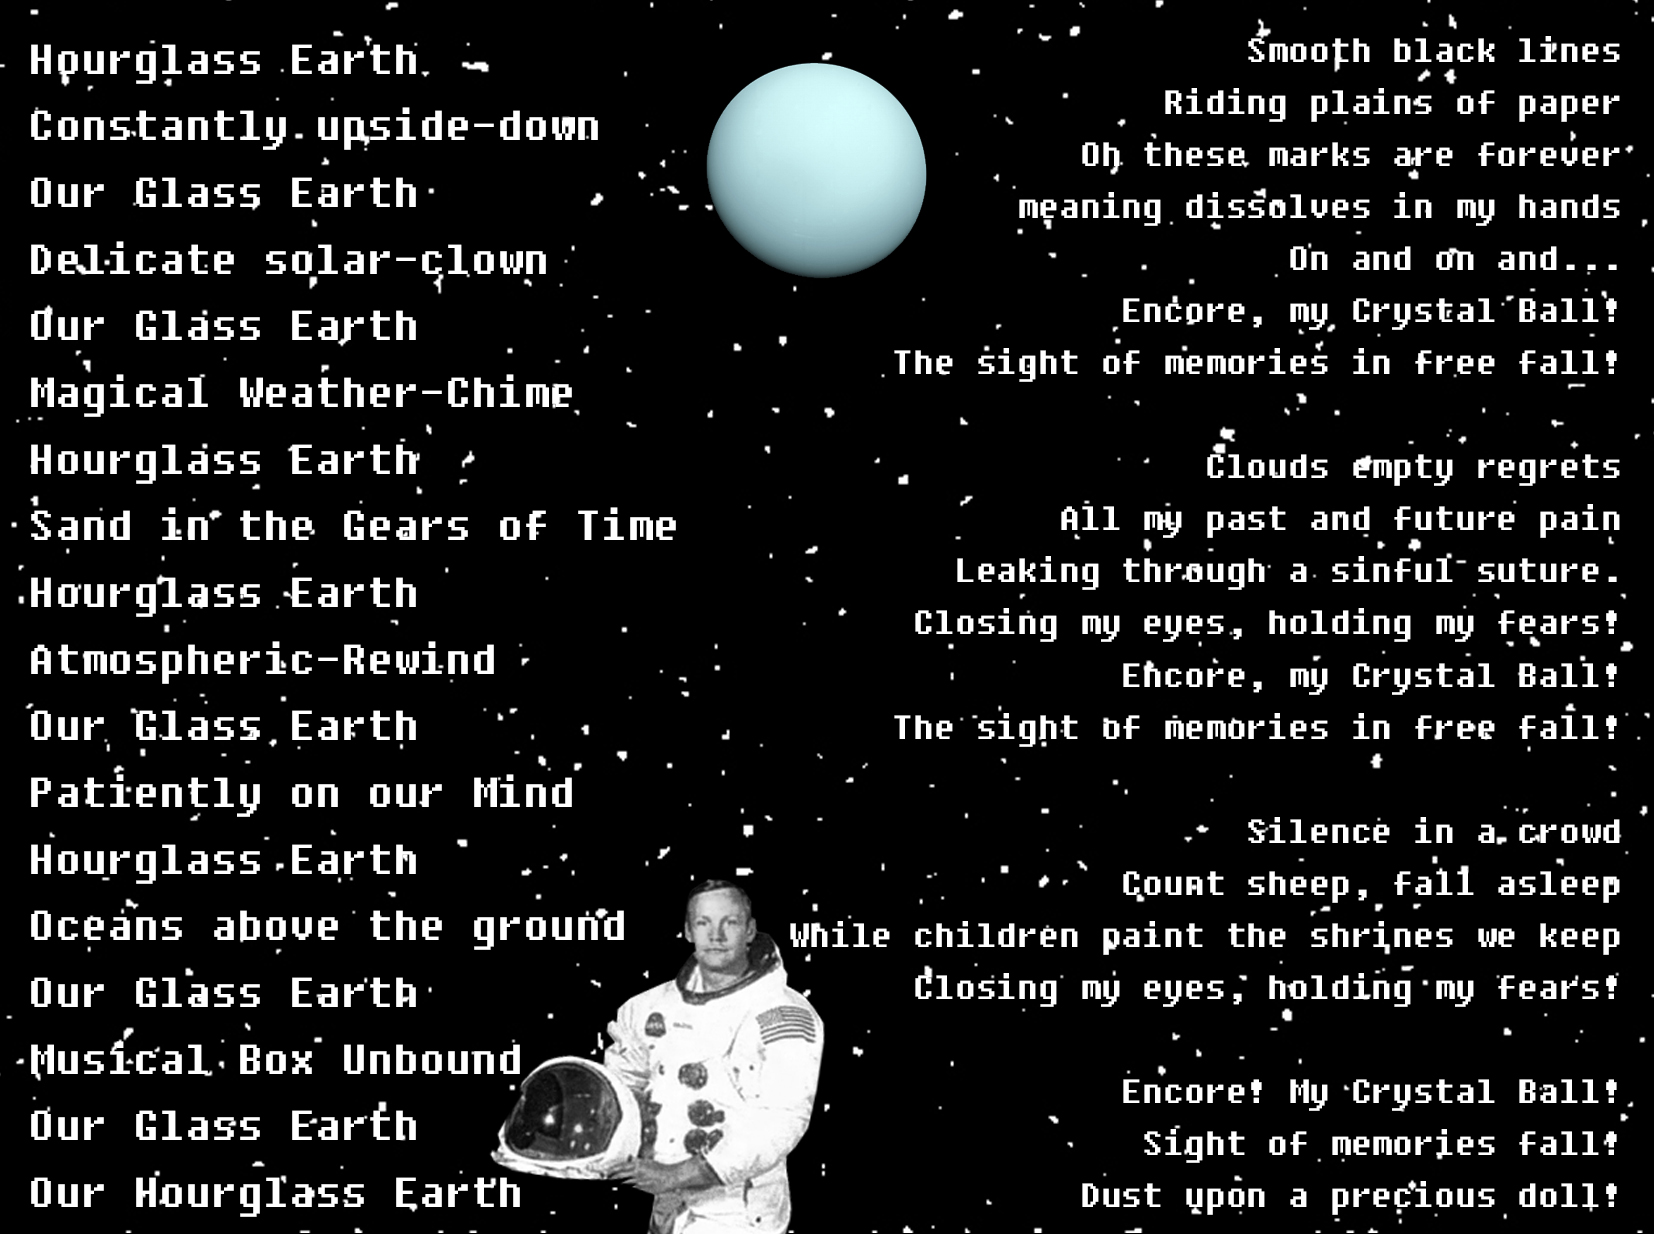 Hourglass Earth
Constantly upside-down
Our Glass Earth
Delicate solar-clown
Our Glass Earth
Magical Weather-Chime
Hourglass Earth
Sand in the Gears of Time
Hourglass Earth
Atmospheric-Rewind
Our Glass Earth
Patiently on our Mind
Hourglass Earth
Oceans above the ground
Our Glass Earth
Musical Box Unbound
Our Glass Earth
Our Hourglass Earth
Smooth black lines
Riding plains of paper
Oh these marks are forever
meaning dissolves in my hands
On and on and...
Encore, my Crystal Ball!
The sight of memories in free fall!
Clouds empty regrets
All my past and future pain
Leaking through a sinful suture.
Closing my eyes, holding my fears!
Encore, my Crystal Ball!
The sight of memories in free fall!
Silence in a crowd
Count sheep, fall asleep
While children paint the shrines we keep
Closing my eyes, holding my fears!
Encore! My Crystal Ball!
Sight of memories fall!
Dust upon a precious doll!